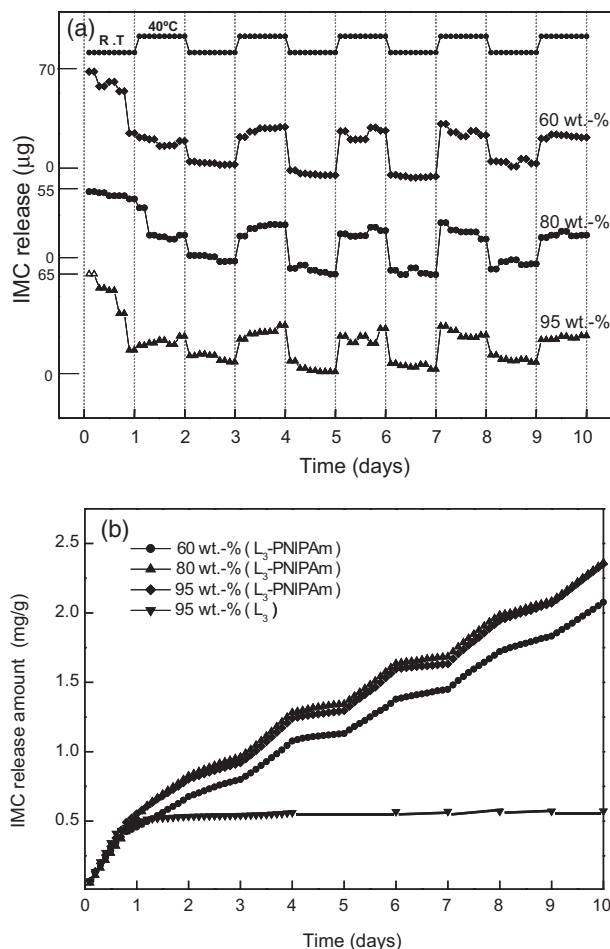 (a)
R .T
40ºC
70
0
55
0
65
0
60 wt.-%
80 wt.-%
95 wt.-%
IMC release (µg)
0 1 2 3 4 5 6 7 8 9 10
Time (days)
(b)
60 wt.-% (L₃-PNIPAm)
80 wt.-% (L₃-PNIPAm)
95 wt.-% (L₃-PNIPAm)
95 wt.-% (L₃)
2.5
2.0
1.5
1.0
0.5
IMC release amount (mg/g)
0 1 2 3 4 5 6 7 8 9 10
Time (days)